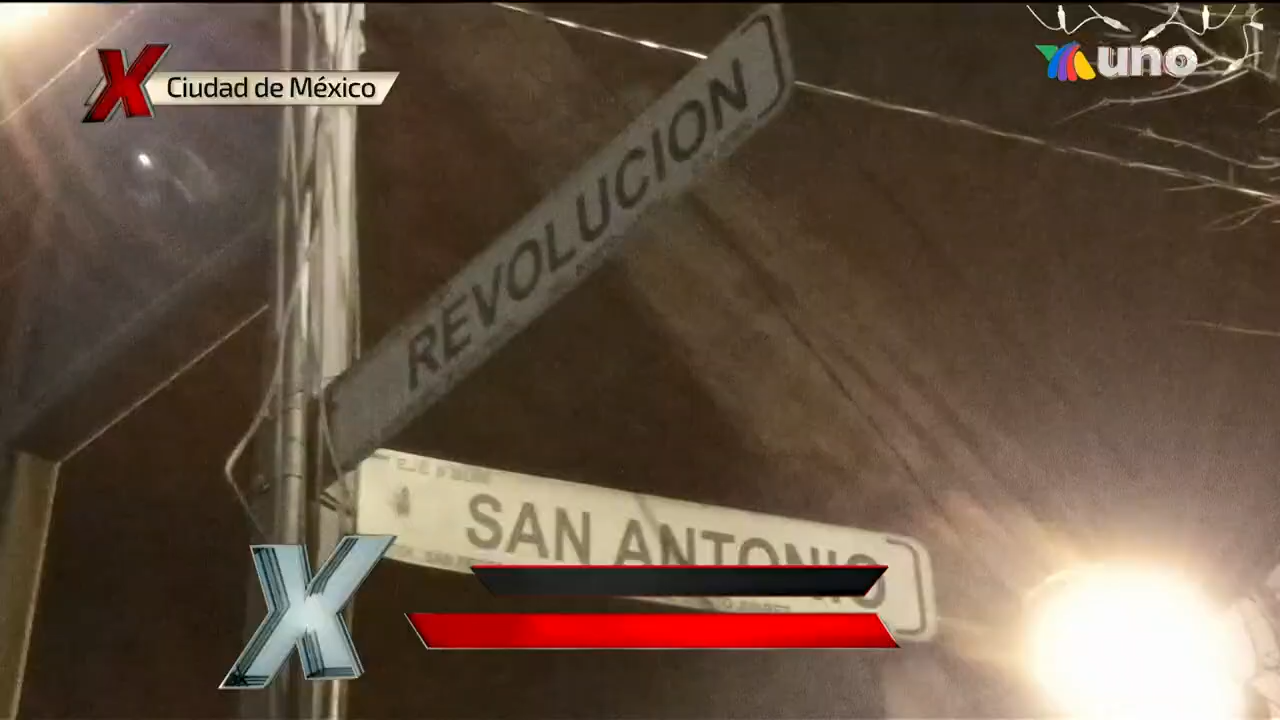 X Ciudad de México
uno
REVOLUCION
SAN ANTONIO
X